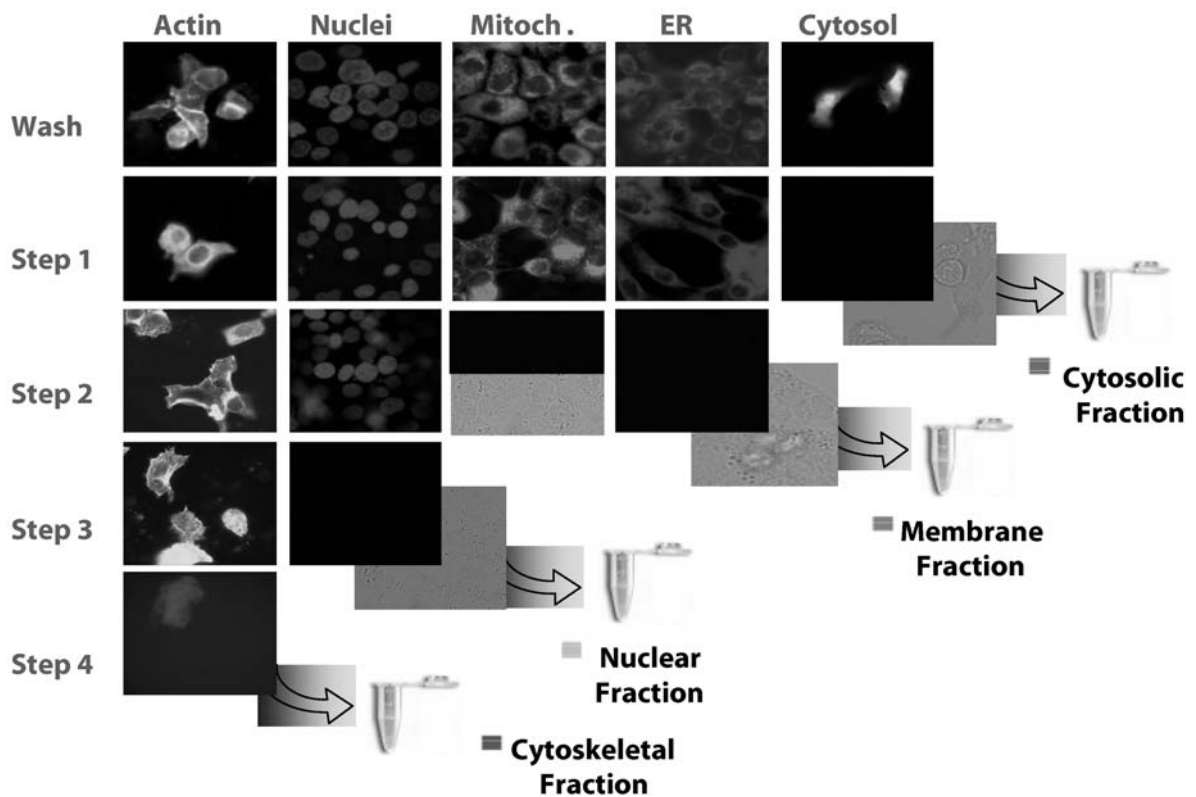 Actin Nuclei Mitoch . ER Cytosol
Wash
Step 1
Step 2
Cytosolic
Fraction
Step 3
Membrane
Fraction
Step 4
Nuclear
Fraction
Cytoskeletal
Fraction